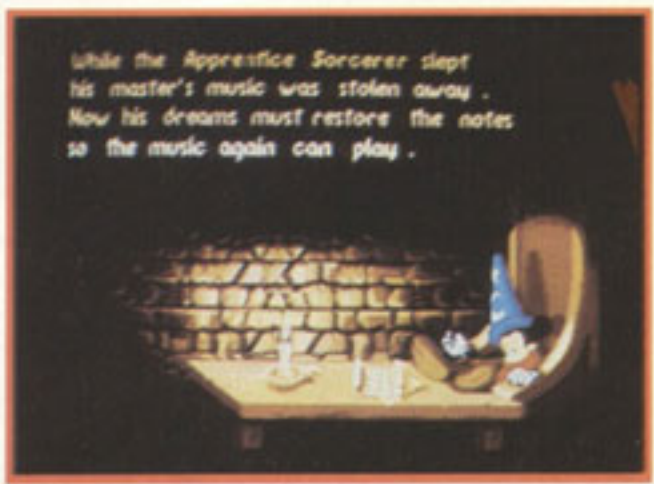 While the Apprentice Sorcerer slept
his master's music was stolen away .
Now his dreams must restore the notes
so the music again can play .